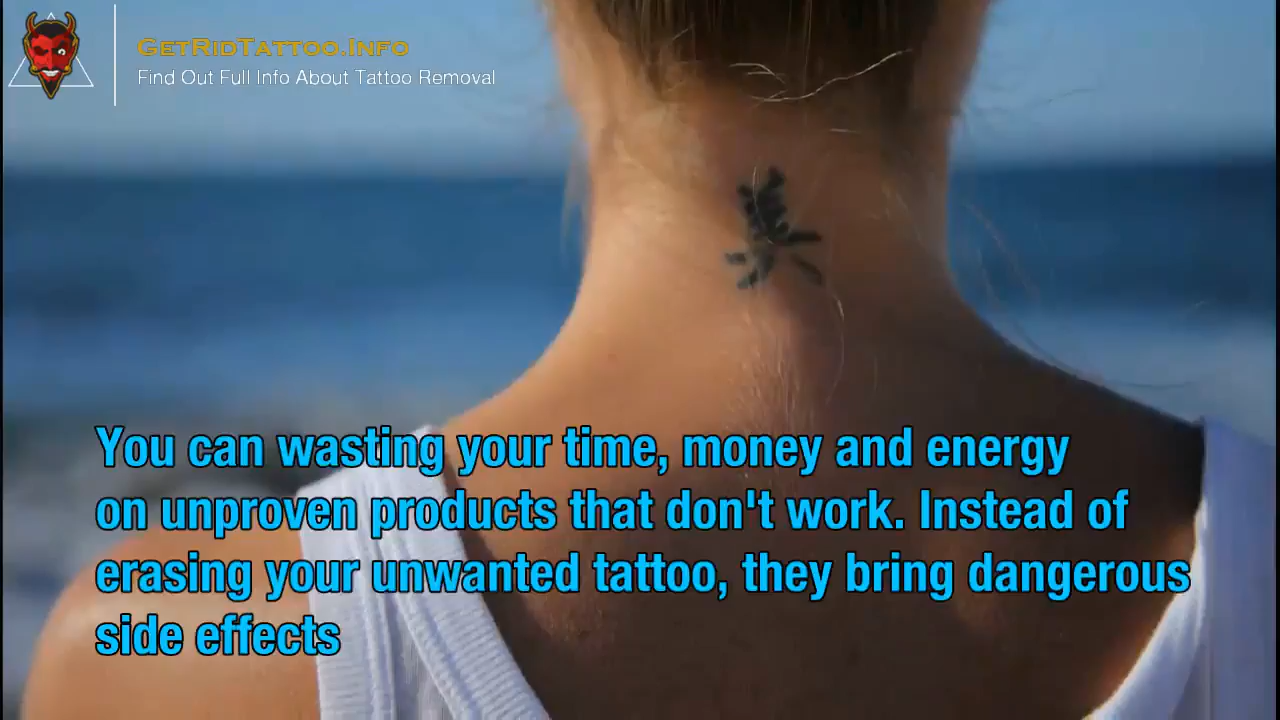 GetRidTattoo.Info
Find Out Full Info About Tattoo Removal
You can wasting your time, money and energy
on unproven products that don't work. Instead of
erasing your unwanted tattoo, they bring dangerous
side effects